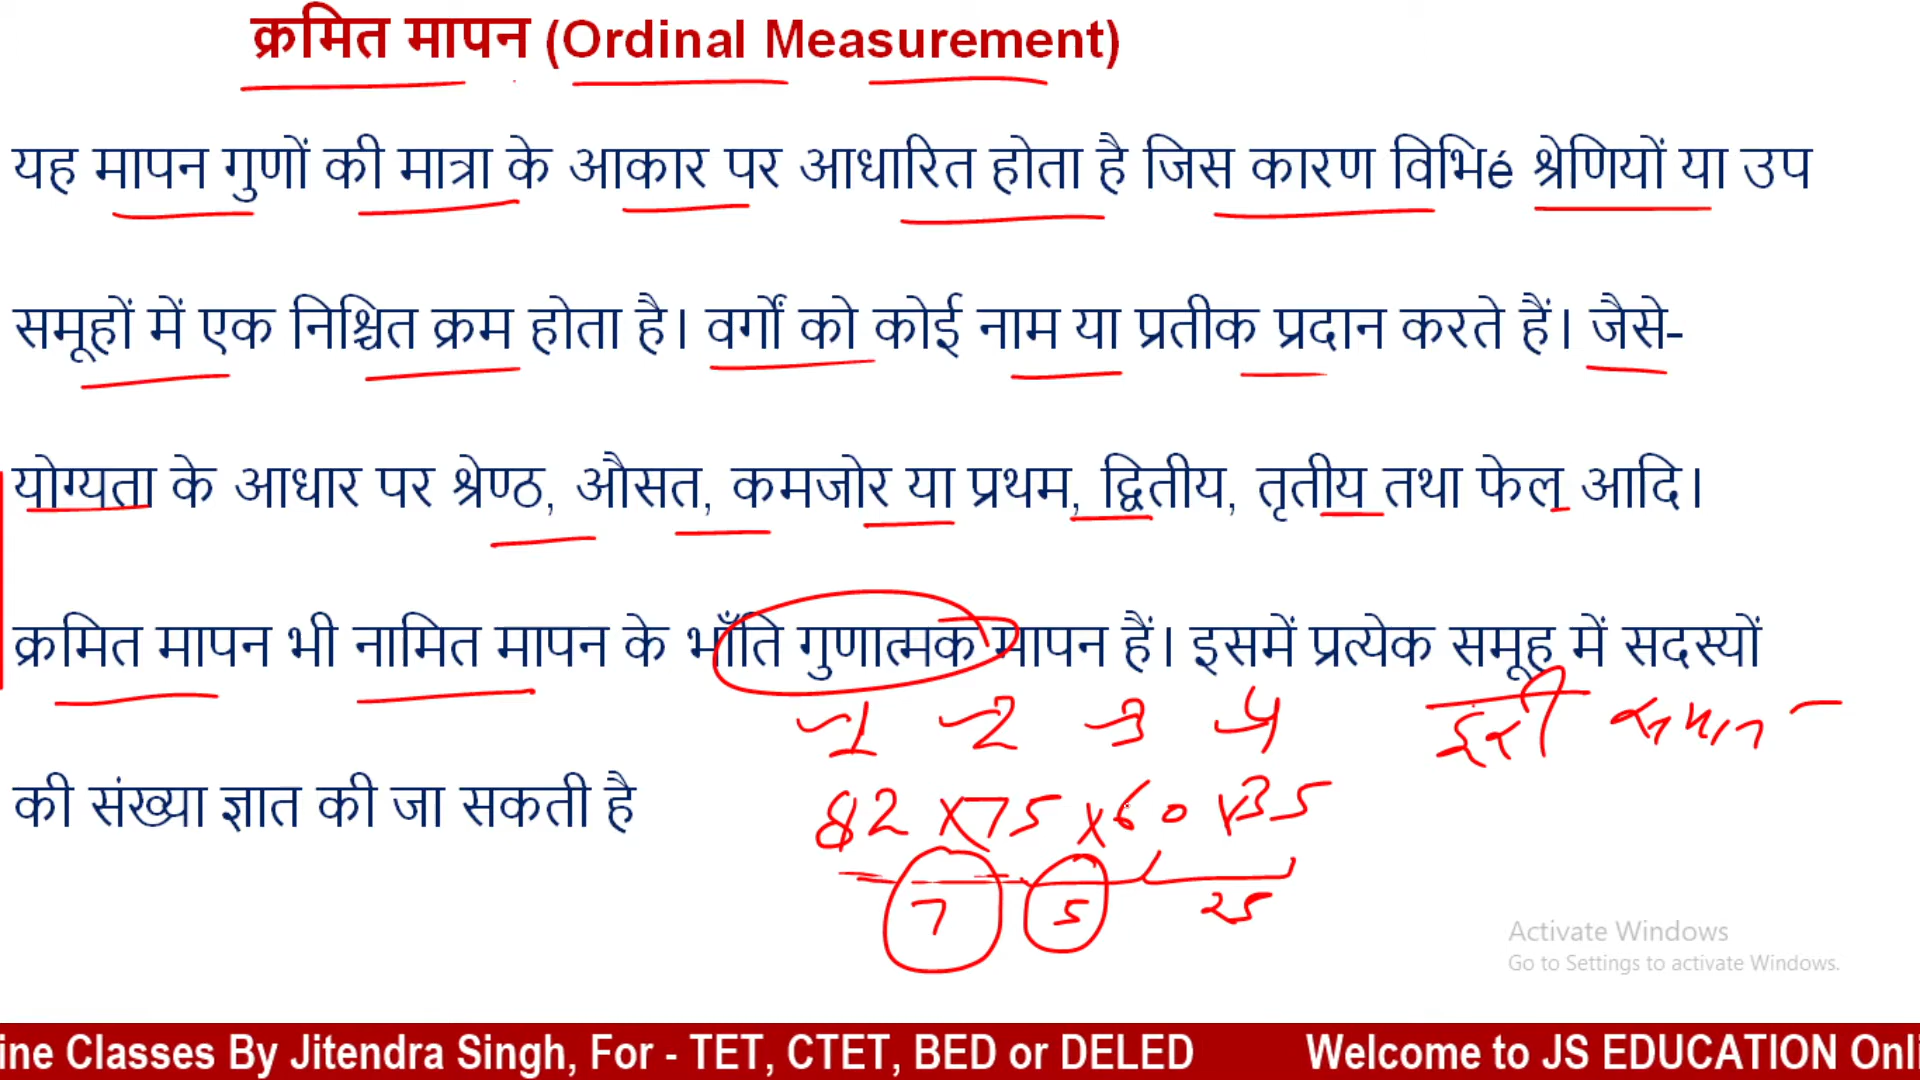 क्रमित मापन (Ordinal Measurement)
यह मापन गुणों की मात्रा के आकार पर आधारित होता है जिस कारण विभिé श्रेणियों या उप
समूहों में एक निश्चित क्रम होता है। वर्गों को कोई नाम या प्रतीक प्रदान करते हैं। जैसे-
योग्यता के आधार पर श्रेण्ठ, औसत, कमजोर या प्रथम, द्वितीय, तृतीय तथा फेल आदि।
क्रमित मापन भी नामित मापन के भाँति गुणात्मक मापन हैं। इसमें प्रत्येक समूह में सदस्यों
1 2 3 4
की संख्या ज्ञात की जा सकती है
82 75 60 35
7 5 25
Activate Windows
Go to Settings to activate Windows.
ine Classes By Jitendra Singh, For - TET, CTET, BED or DELED Welcome to JS EDUCATION Onli